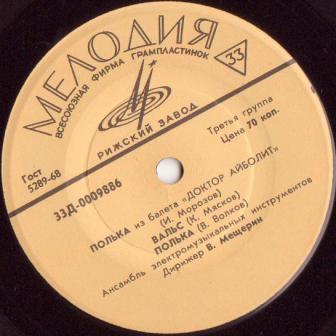 МЕЛОДИЯ
ВСЕСОЮЗНАЯ ФИРМА ГРАМПЛАСТИНОК
33
РИЖСКИЙ ЗАВОД
Гост
5289-68
Третья группа
Цена 70 коп.
33Д-0009886
ПОЛЬКА из балета «ДОКТОР АЙБОЛИТ»
(И. Морозов)
ВАЛЬС (К. Мясков)
ПОЛЬКА (В. Волков)
Ансамбль электромузыкальных инструментов
Дирижер В. Мещерин